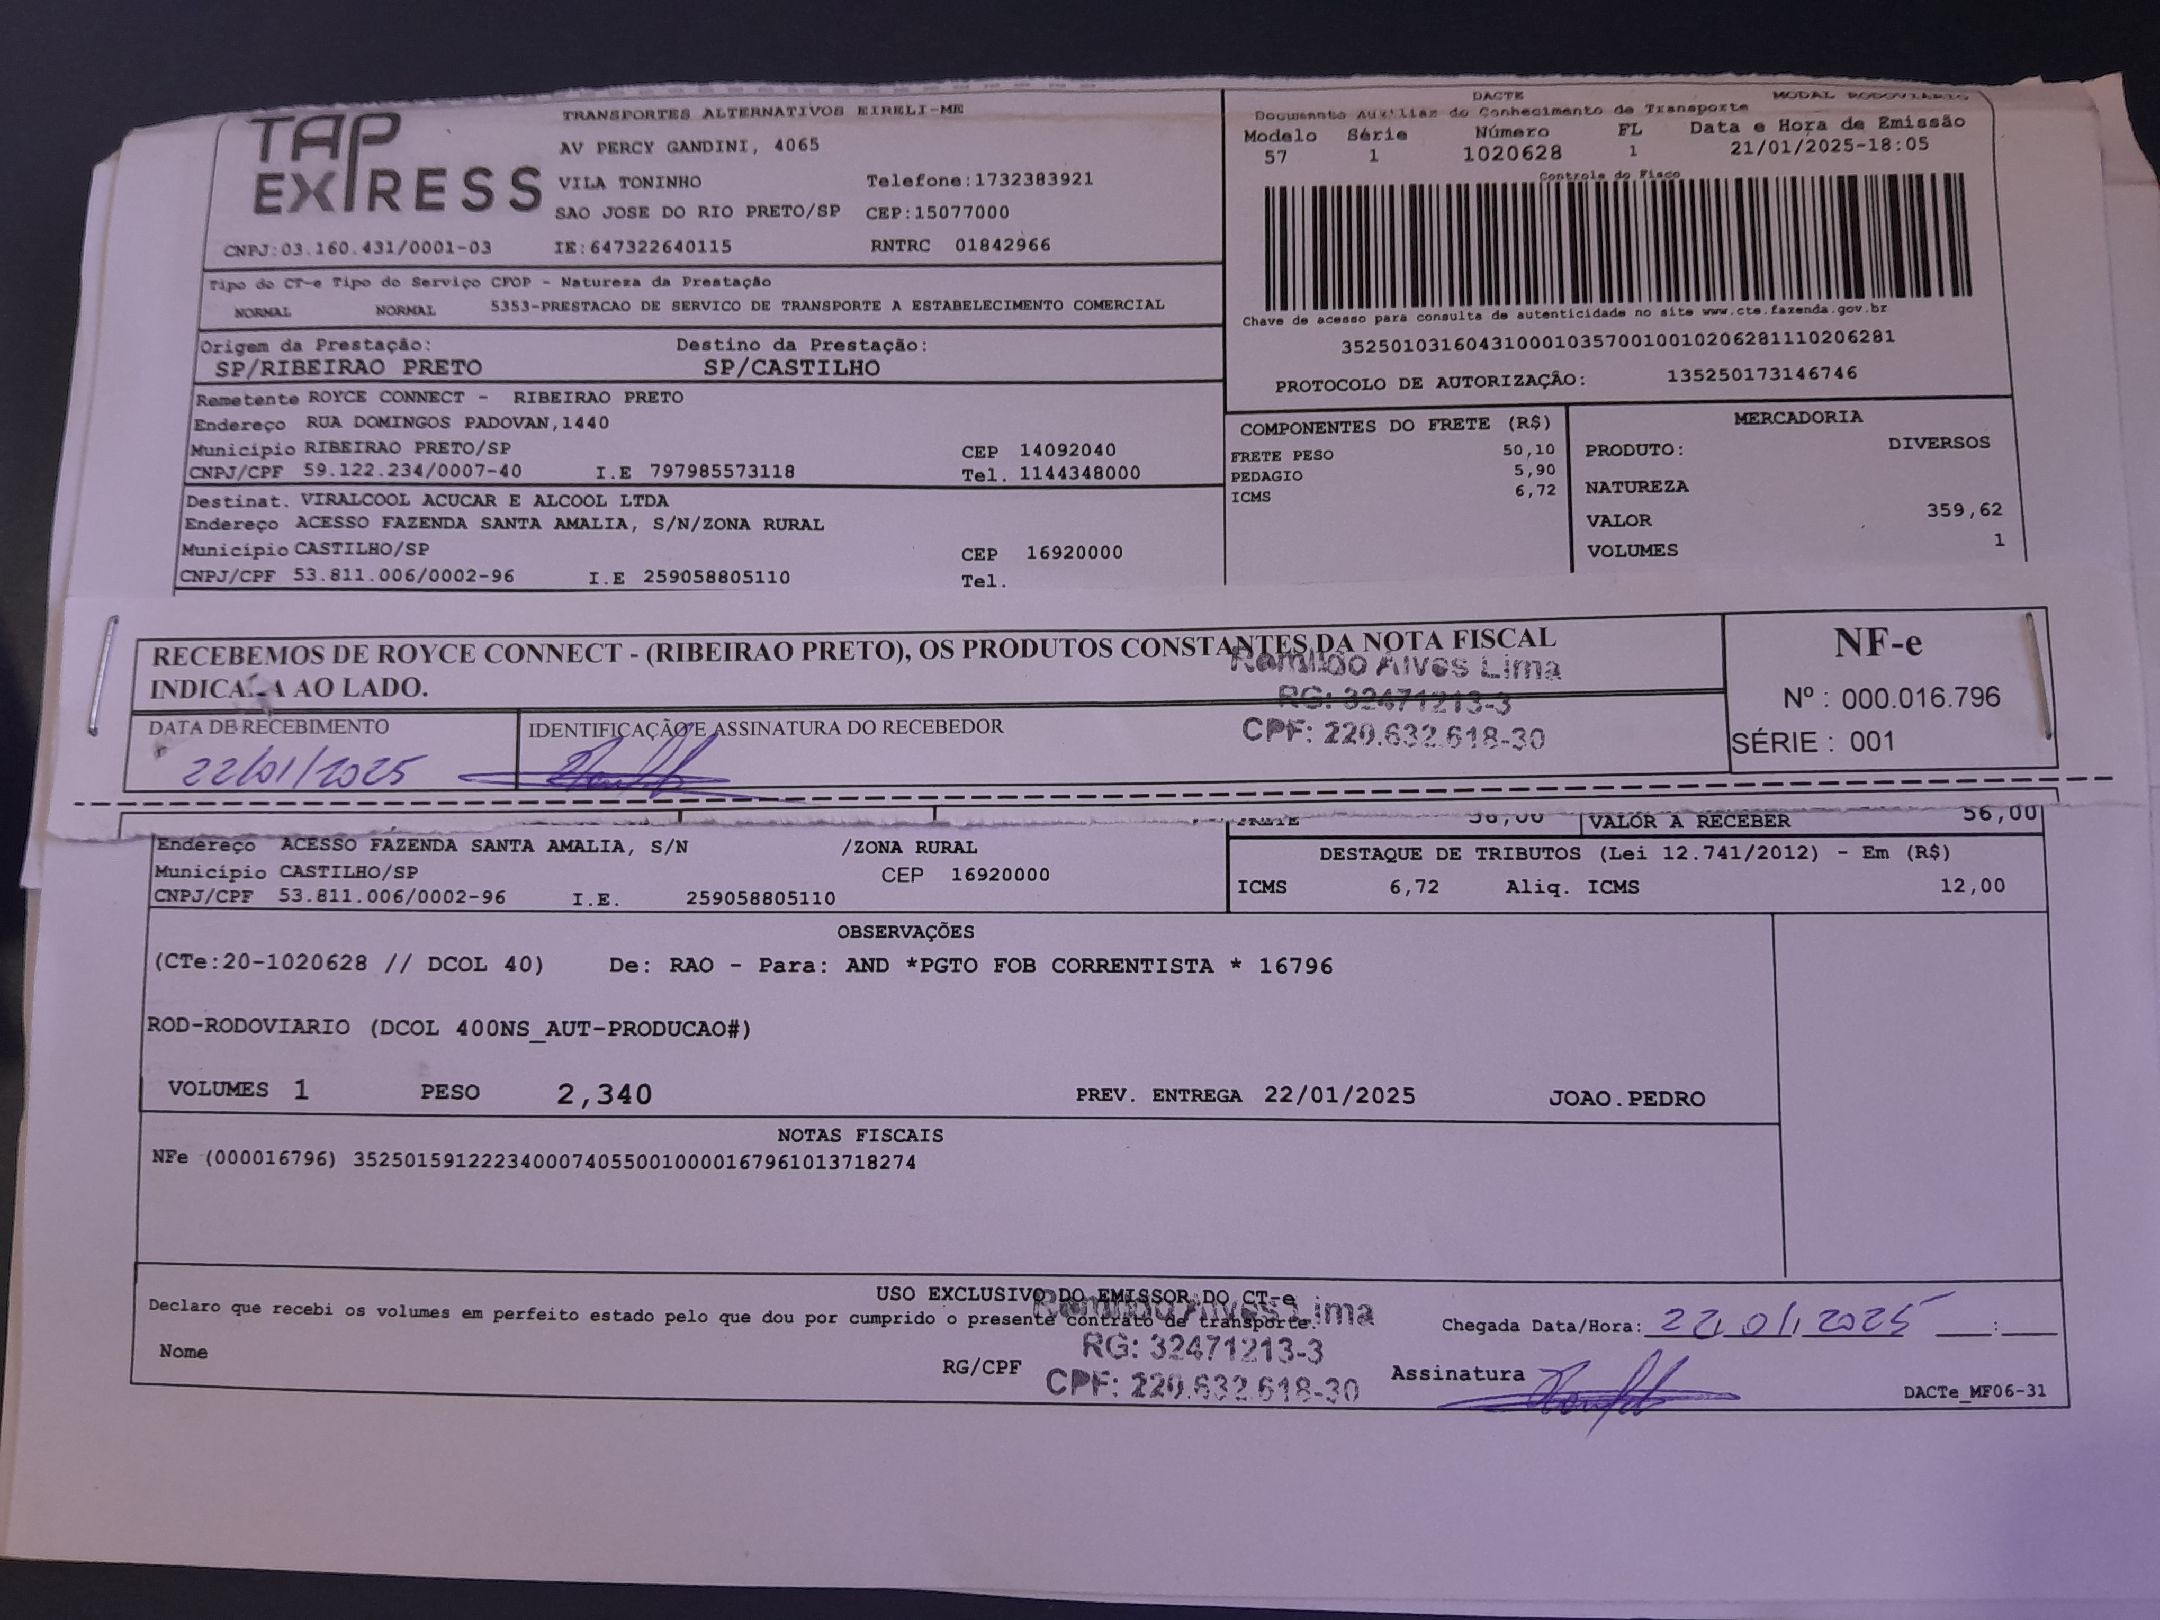 TAP EXPRESS
TRANSPORTES ALTERNATIVOS EIRELI-ME
AV PERCY GANDINI, 4065
VILA TONINHO Telefone:1732383921
SAO JOSE DO RIO PRETO/SP CEP:15077000
CNPJ:03.160.431/0001-03 IE:647322640115 RNTRC 01842966
DACTE MODAL RODOVIÁRIO
Documento Auxiliar do Conhecimento de Transporte
Modelo Série Número FL Data e Hora de Emissão
57 1 1020628 1 21/01/2025-18:05
Controle do Fisco
Chave de acesso para consulta de autenticidade no site www.cte.fazenda.gov.br
35250103160431000103570010010206281110206281
PROTOCOLO DE AUTORIZAÇÃO: 135250173146746
Tipo do CT-e Tipo do Serviço CFOP - Natureza da Prestação
NORMAL NORMAL 5353-PRESTACAO DE SERVICO DE TRANSPORTE A ESTABELECIMENTO COMERCIAL
Origem da Prestação: Destino da Prestação:
SP/RIBEIRAO PRETO SP/CASTILHO
Remetente ROYCE CONNECT - RIBEIRAO PRETO
Endereço RUA DOMINGOS PADOVAN,1440
Município RIBEIRAO PRETO/SP CEP 14092040
CNPJ/CPF 59.122.234/0007-40 I.E 797985573118 Tel. 1144348000
Destinat. VIRALCOOL ACUCAR E ALCOOL LTDA
Endereço ACESSO FAZENDA SANTA AMALIA, S/N/ZONA RURAL
Município CASTILHO/SP CEP 16920000
CNPJ/CPF 53.811.006/0002-96 I.E 259058805110 Tel.
COMPONENTES DO FRETE (R$)
FRETE PESO 50,10
PEDAGIO 5,90
ICMS 6,72
MERCADORIA
PRODUTO: DIVERSOS
NATUREZA
VALOR 359,62
VOLUMES 1
RECEBEMOS DE ROYCE CONNECT - (RIBEIRAO PRETO), OS PRODUTOS CONSTANTES DA NOTA FISCAL
INDICADA AO LADO.
Romildo Alves Lima
RG: 32471213-3
CPF: 220.632.618-30
NF-e
Nº : 000.016.796
SÉRIE : 001
DATA DE RECEBIMENTO IDENTIFICAÇÃO E ASSINATURA DO RECEBEDOR
22/01/2025
FRETE 56,00 VALOR A RECEBER 56,00
Endereço ACESSO FAZENDA SANTA AMALIA, S/N /ZONA RURAL
Município CASTILHO/SP CEP 16920000
CNPJ/CPF 53.811.006/0002-96 I.E. 259058805110
DESTAQUE DE TRIBUTOS (Lei 12.741/2012) - Em (R$)
ICMS 6,72 Aliq. ICMS 12,00
OBSERVAÇÕES
(CTe:20-1020628 // DCOL 40) De: RAO - Para: AND *PGTO FOB CORRENTISTA * 16796
ROD-RODOVIARIO (DCOL 400NS_AUT-PRODUCAO#)
VOLUMES 1 PESO 2,340 PREV. ENTREGA 22/01/2025 JOAO.PEDRO
NOTAS FISCAIS
NFe (000016796) 35250159122234000740550010000167961013718274
USO EXCLUSIVO DO EMISSOR DO CT-e
Declaro que recebi os volumes em perfeito estado pelo que dou por cumprido o presente contrato de transporte.
Romildo Alves Lima
RG: 32471213-3
CPF: 220.632.618-30
Chegada Data/Hora: 22/01/2025 ___:___
Nome RG/CPF Assinatura
DACTe_MF06-31